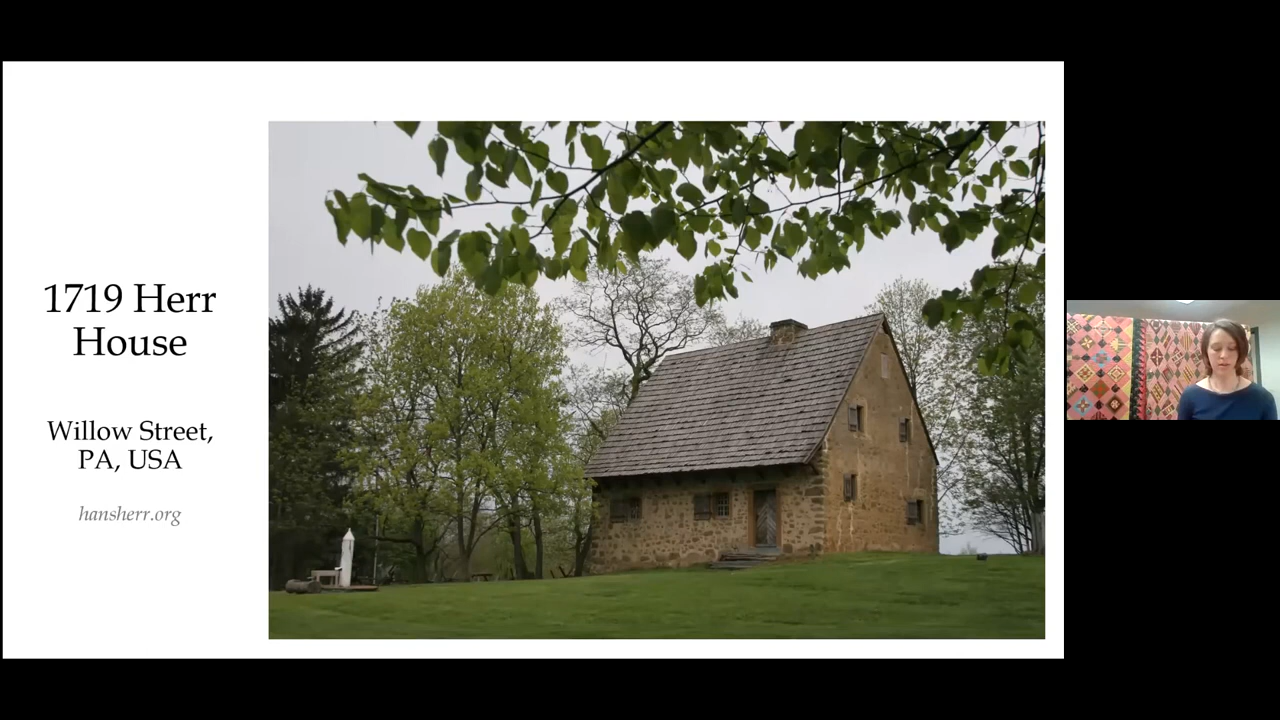 1719 Herr
House
Willow Street,
PA, USA
hansherr.org